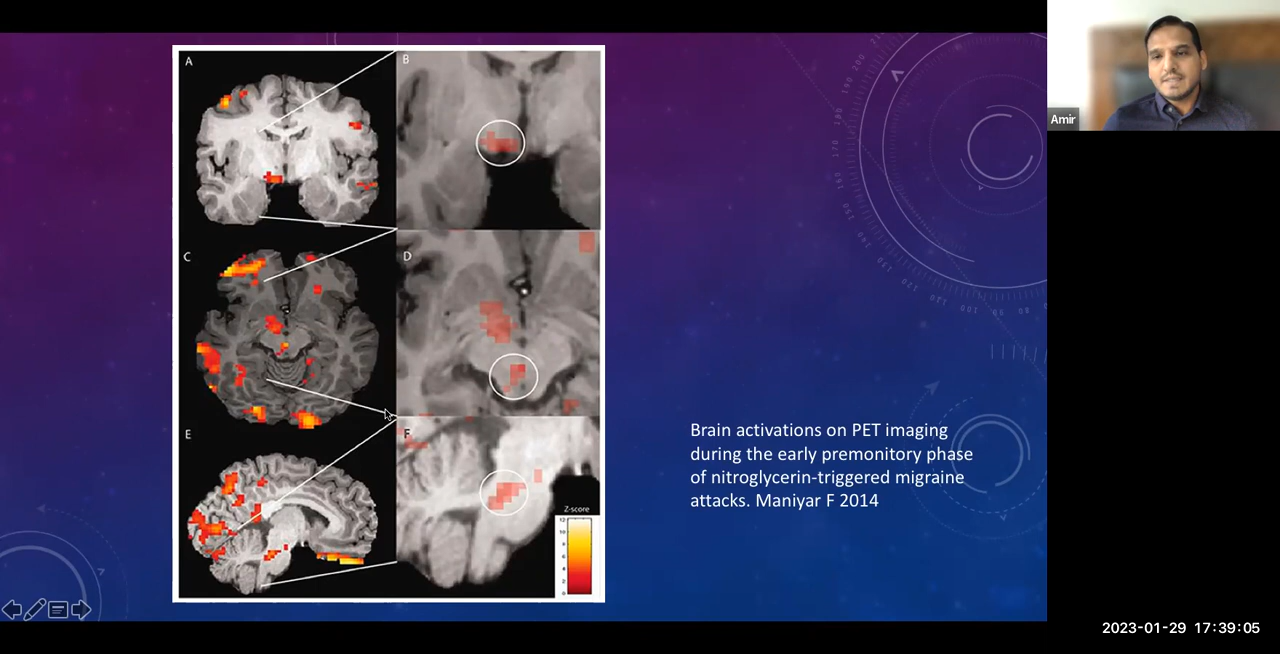 A
B
C
D
E
F
Z-score
12
10
8
6
4
2
0
Brain activations on PET imaging
during the early premonitory phase
of nitroglycerin-triggered migraine
attacks. Maniyar F 2014
Amir
2023-01-29 17:39:05